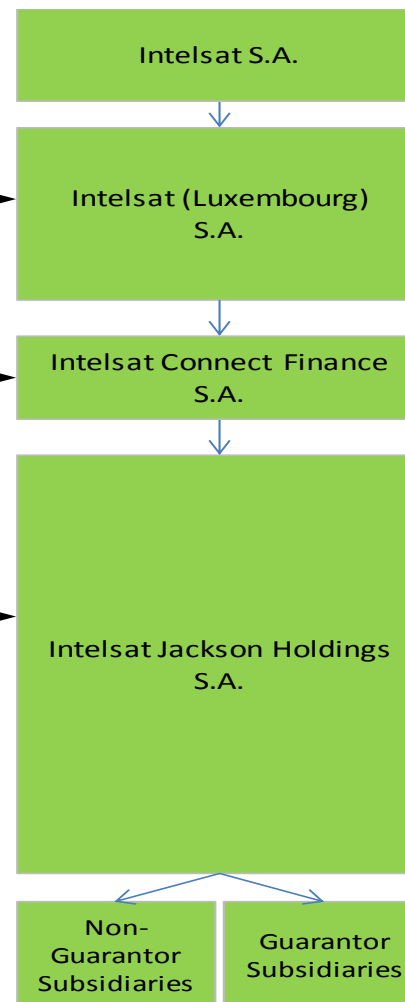 Intelsat S.A.
Intelsat (Luxembourg)
S.A.
Intelsat Connect Finance
S.A.
Intelsat Jackson Holdings
S.A.
Non-
Guarantor
Subsidiaries
Guarantor
Subsidiaries